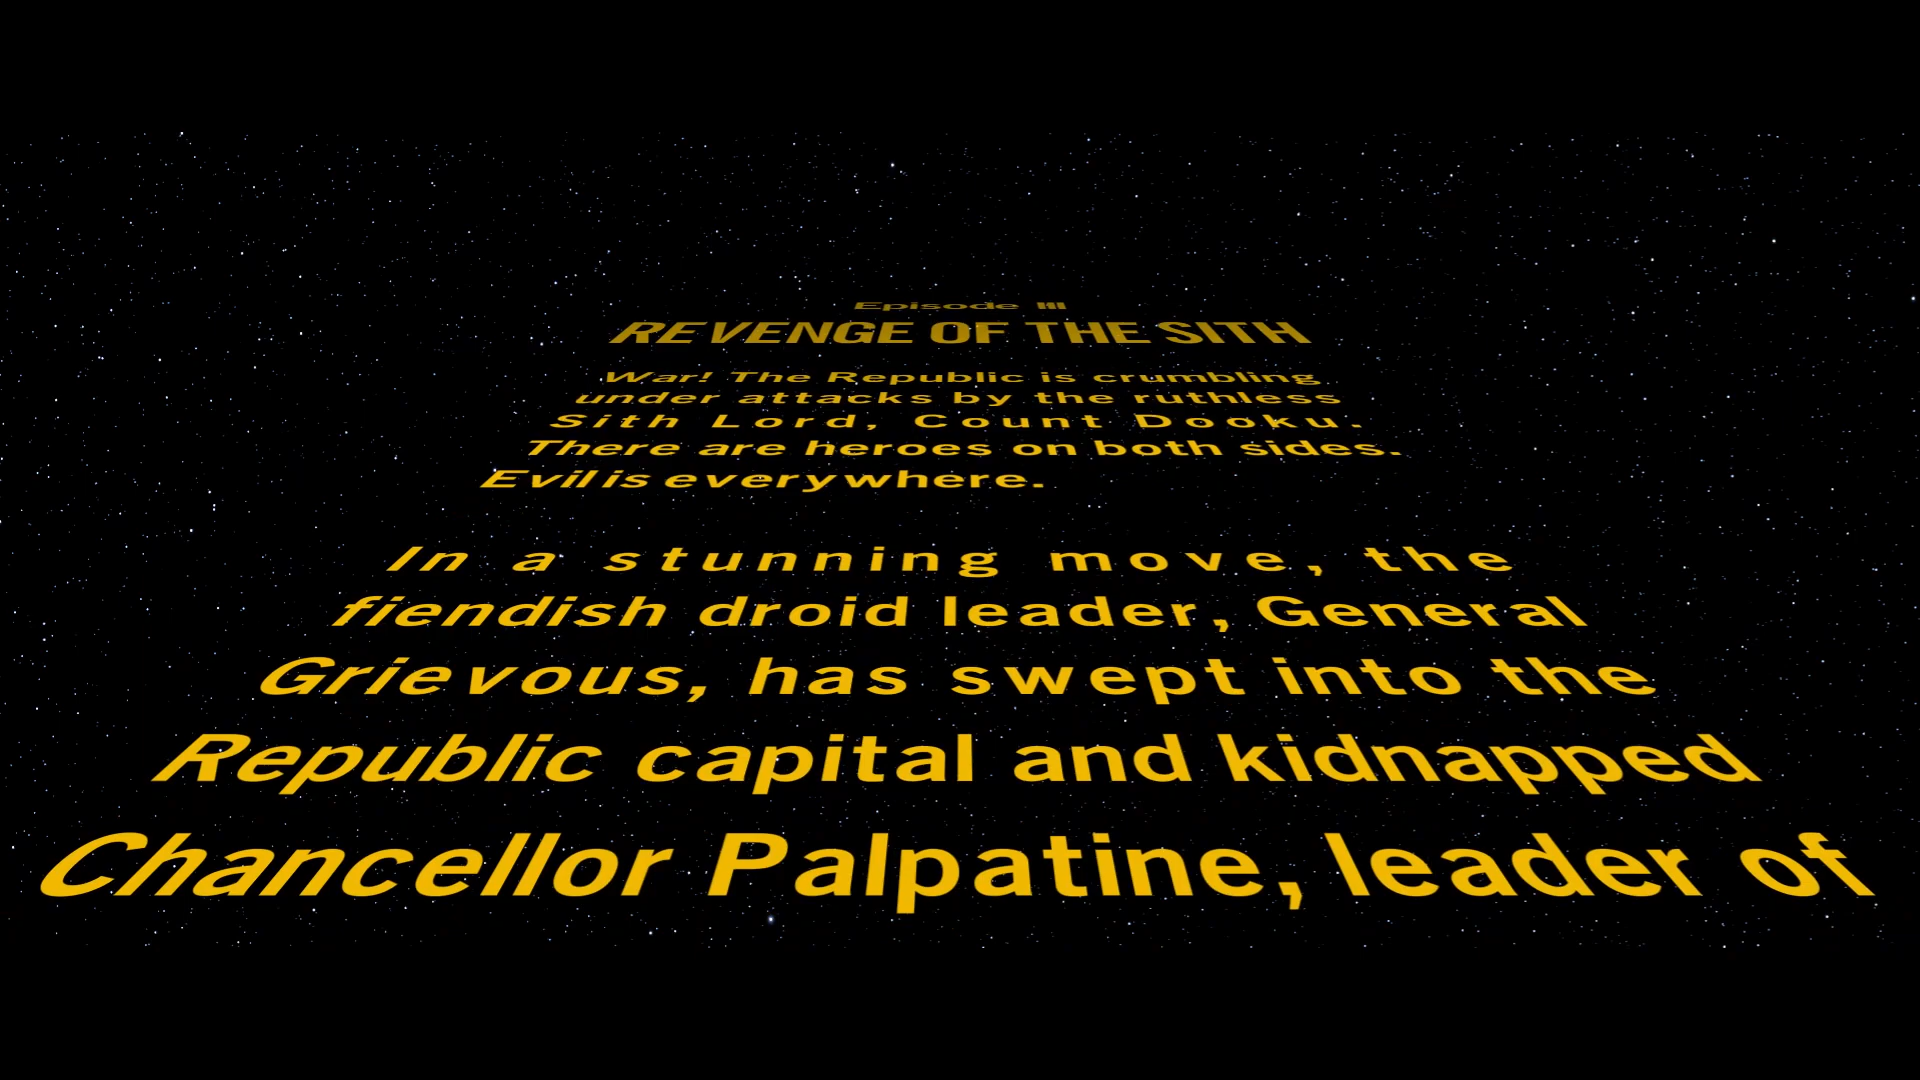 Episode III
REVENGE OF THE SITH
War! The Republic is crumbling
under attacks by the ruthless
Sith Lord, Count Dooku.
There are heroes on both sides.
Evil is everywhere.
In a stunning move, the
fiendish droid leader, General
Grievous, has swept into the
Republic capital and kidnapped
Chancellor Palpatine, leader of